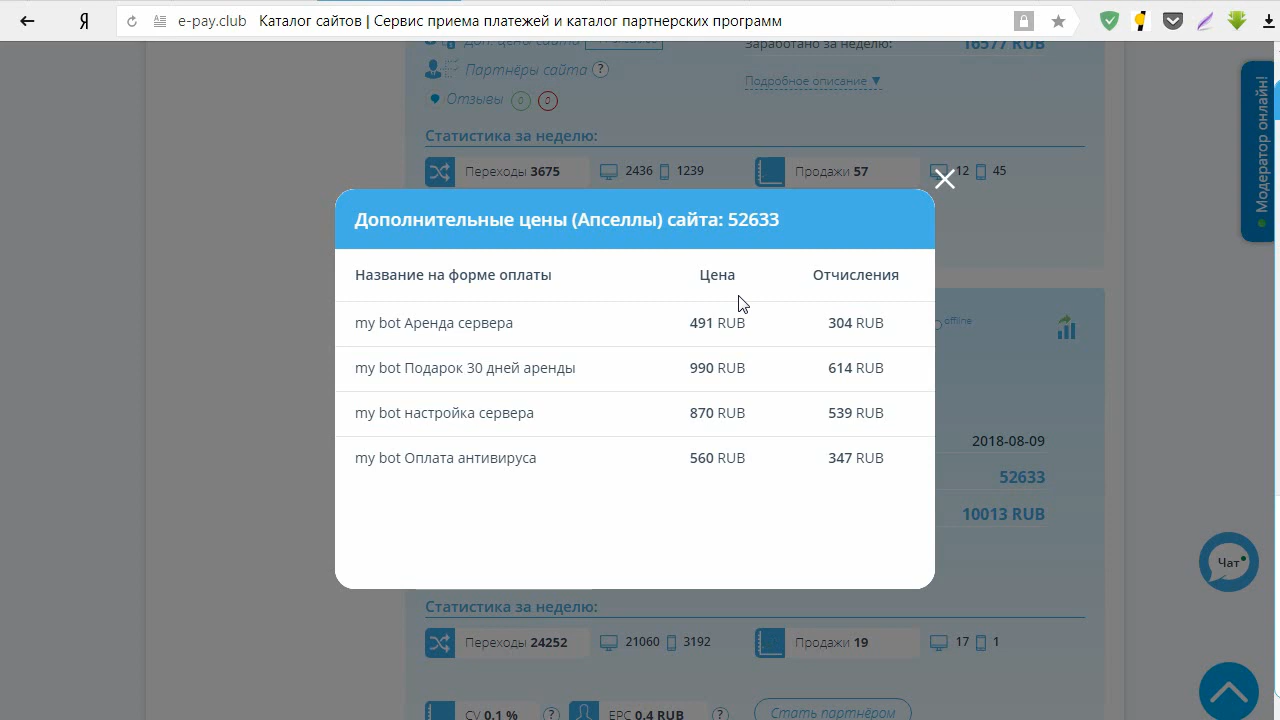 Я
e-pay.club Каталог сайтов | Сервис приема платежей и каталог партнерских программ
Доп. цены сайта
Заработано за неделю: 16577 RUB
Партнёры сайта ?
Подробное описание ▼
Отзывы 0 0
Статистика за неделю:
Переходы 3675 2436 1239 Продажи 57 12 45
Модератор онлайн!
Дополнительные цены (Апселлы) сайта: 52633
Название на форме оплаты Цена Отчисления
my bot Аренда сервера 491 RUB 304 RUB
my bot Подарок 30 дней аренды 990 RUB 614 RUB
my bot настройка сервера 870 RUB 539 RUB
my bot Оплата антивируса 560 RUB 347 RUB
offline
2018-08-09
52633
10013 RUB
Чат
Статистика за неделю:
Переходы 24252 21060 3192 Продажи 19 17 1
CV 0.1 % ? EPC 0.4 RUB ? Стать партнёром